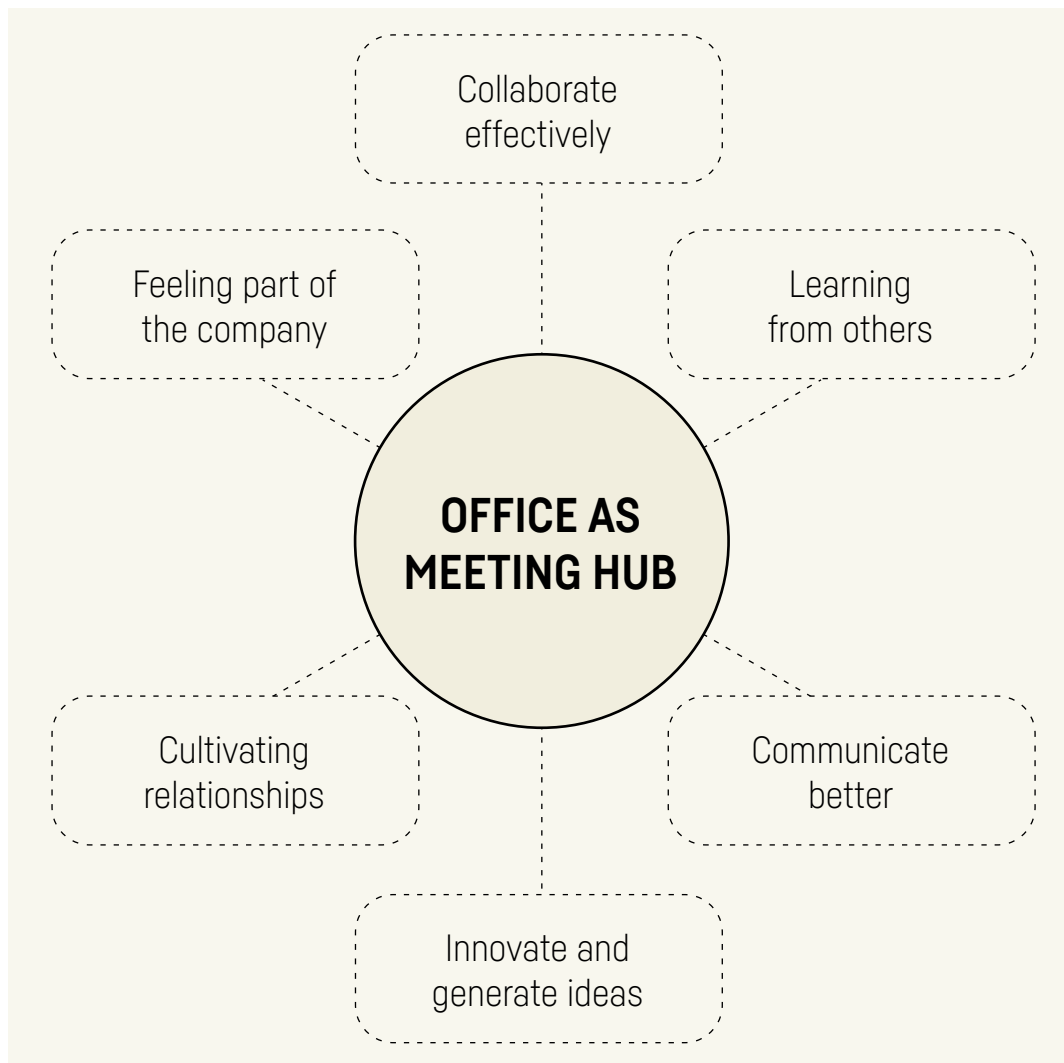 Collaborate
effectively
Feeling part of
the company
Learning
from others
OFFICE AS
MEETING HUB
Cultivating
relationships
Communicate
better
Innovate and
generate ideas